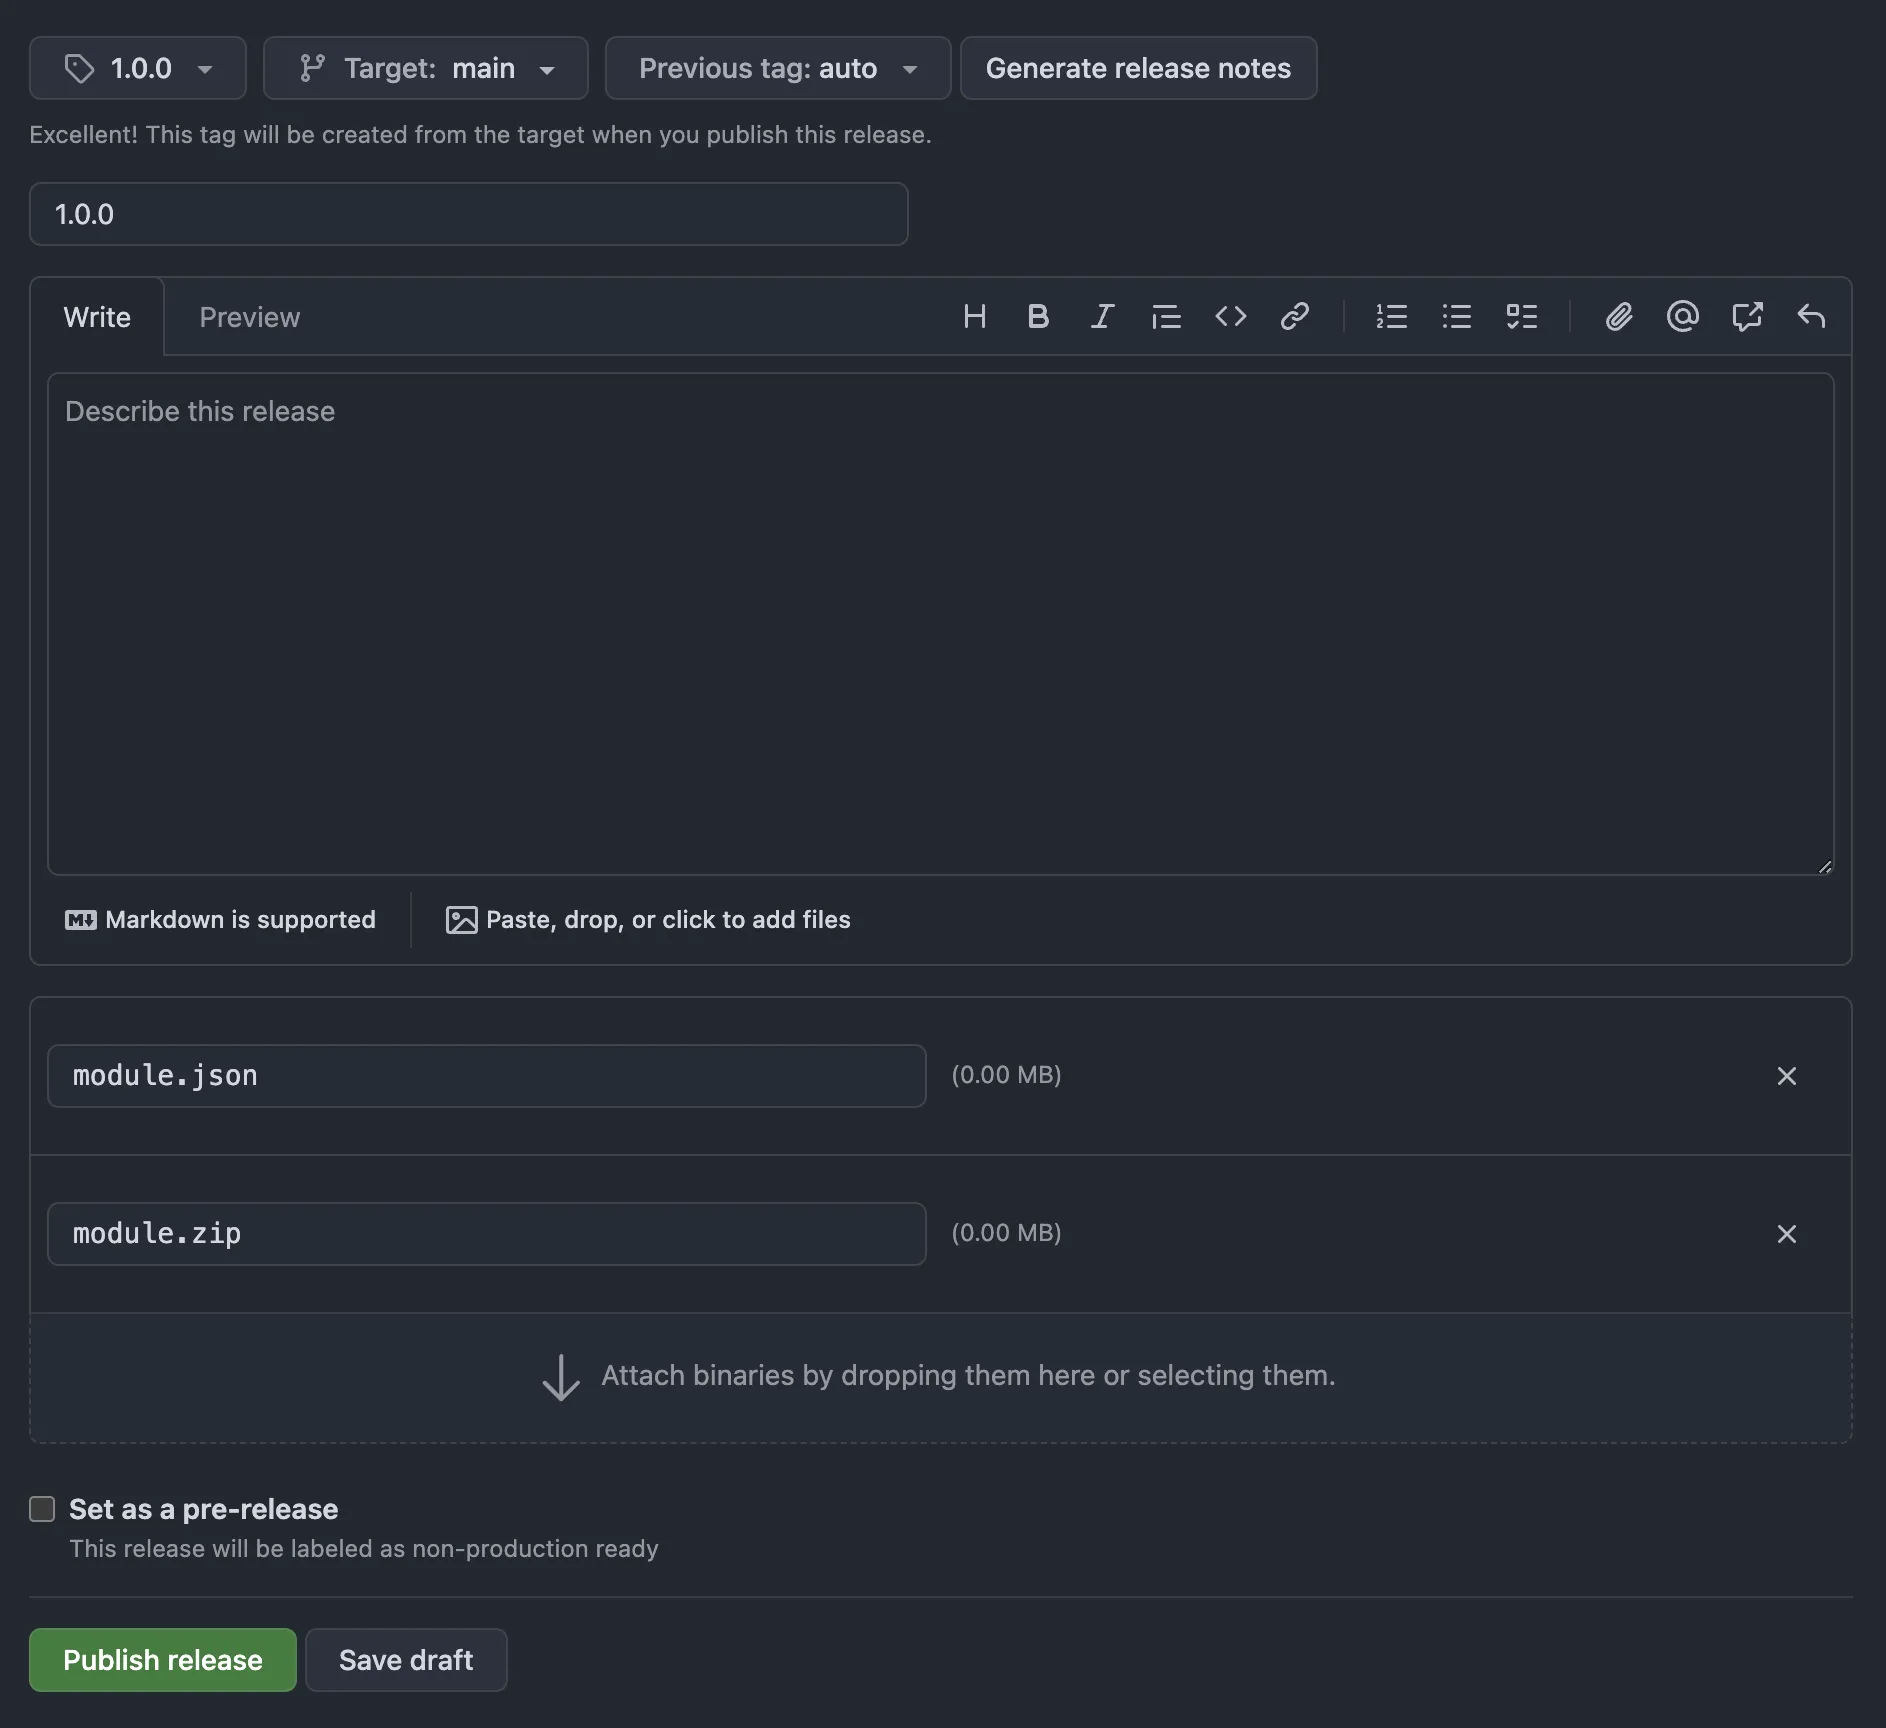 1.0.0 Target: main Previous tag: auto Generate release notes
Excellent! This tag will be created from the target when you publish this release.
1.0.0
Write Preview
Describe this release
Markdown is supported Paste, drop, or click to add files
module.json (0.00 MB)
module.zip (0.00 MB)
Attach binaries by dropping them here or selecting them.
Set as a pre-release
This release will be labeled as non-production ready
Publish release Save draft